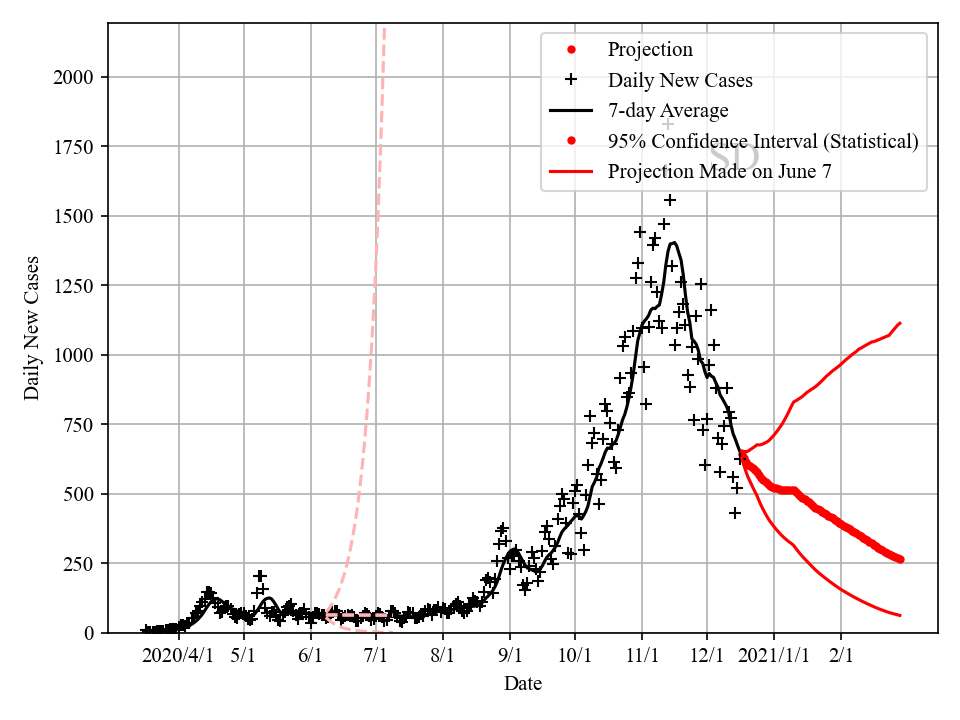 Projection
Daily New Cases
7-day Average
95% Confidence Interval (Statistical)
Projection Made on June 7
SD
2000
1750
1500
1250
1000
750
500
250
0
Daily New Cases
2020/4/1 5/1 6/1 7/1 8/1 9/1 10/1 11/1 12/1 2021/1/1 2/1
Date